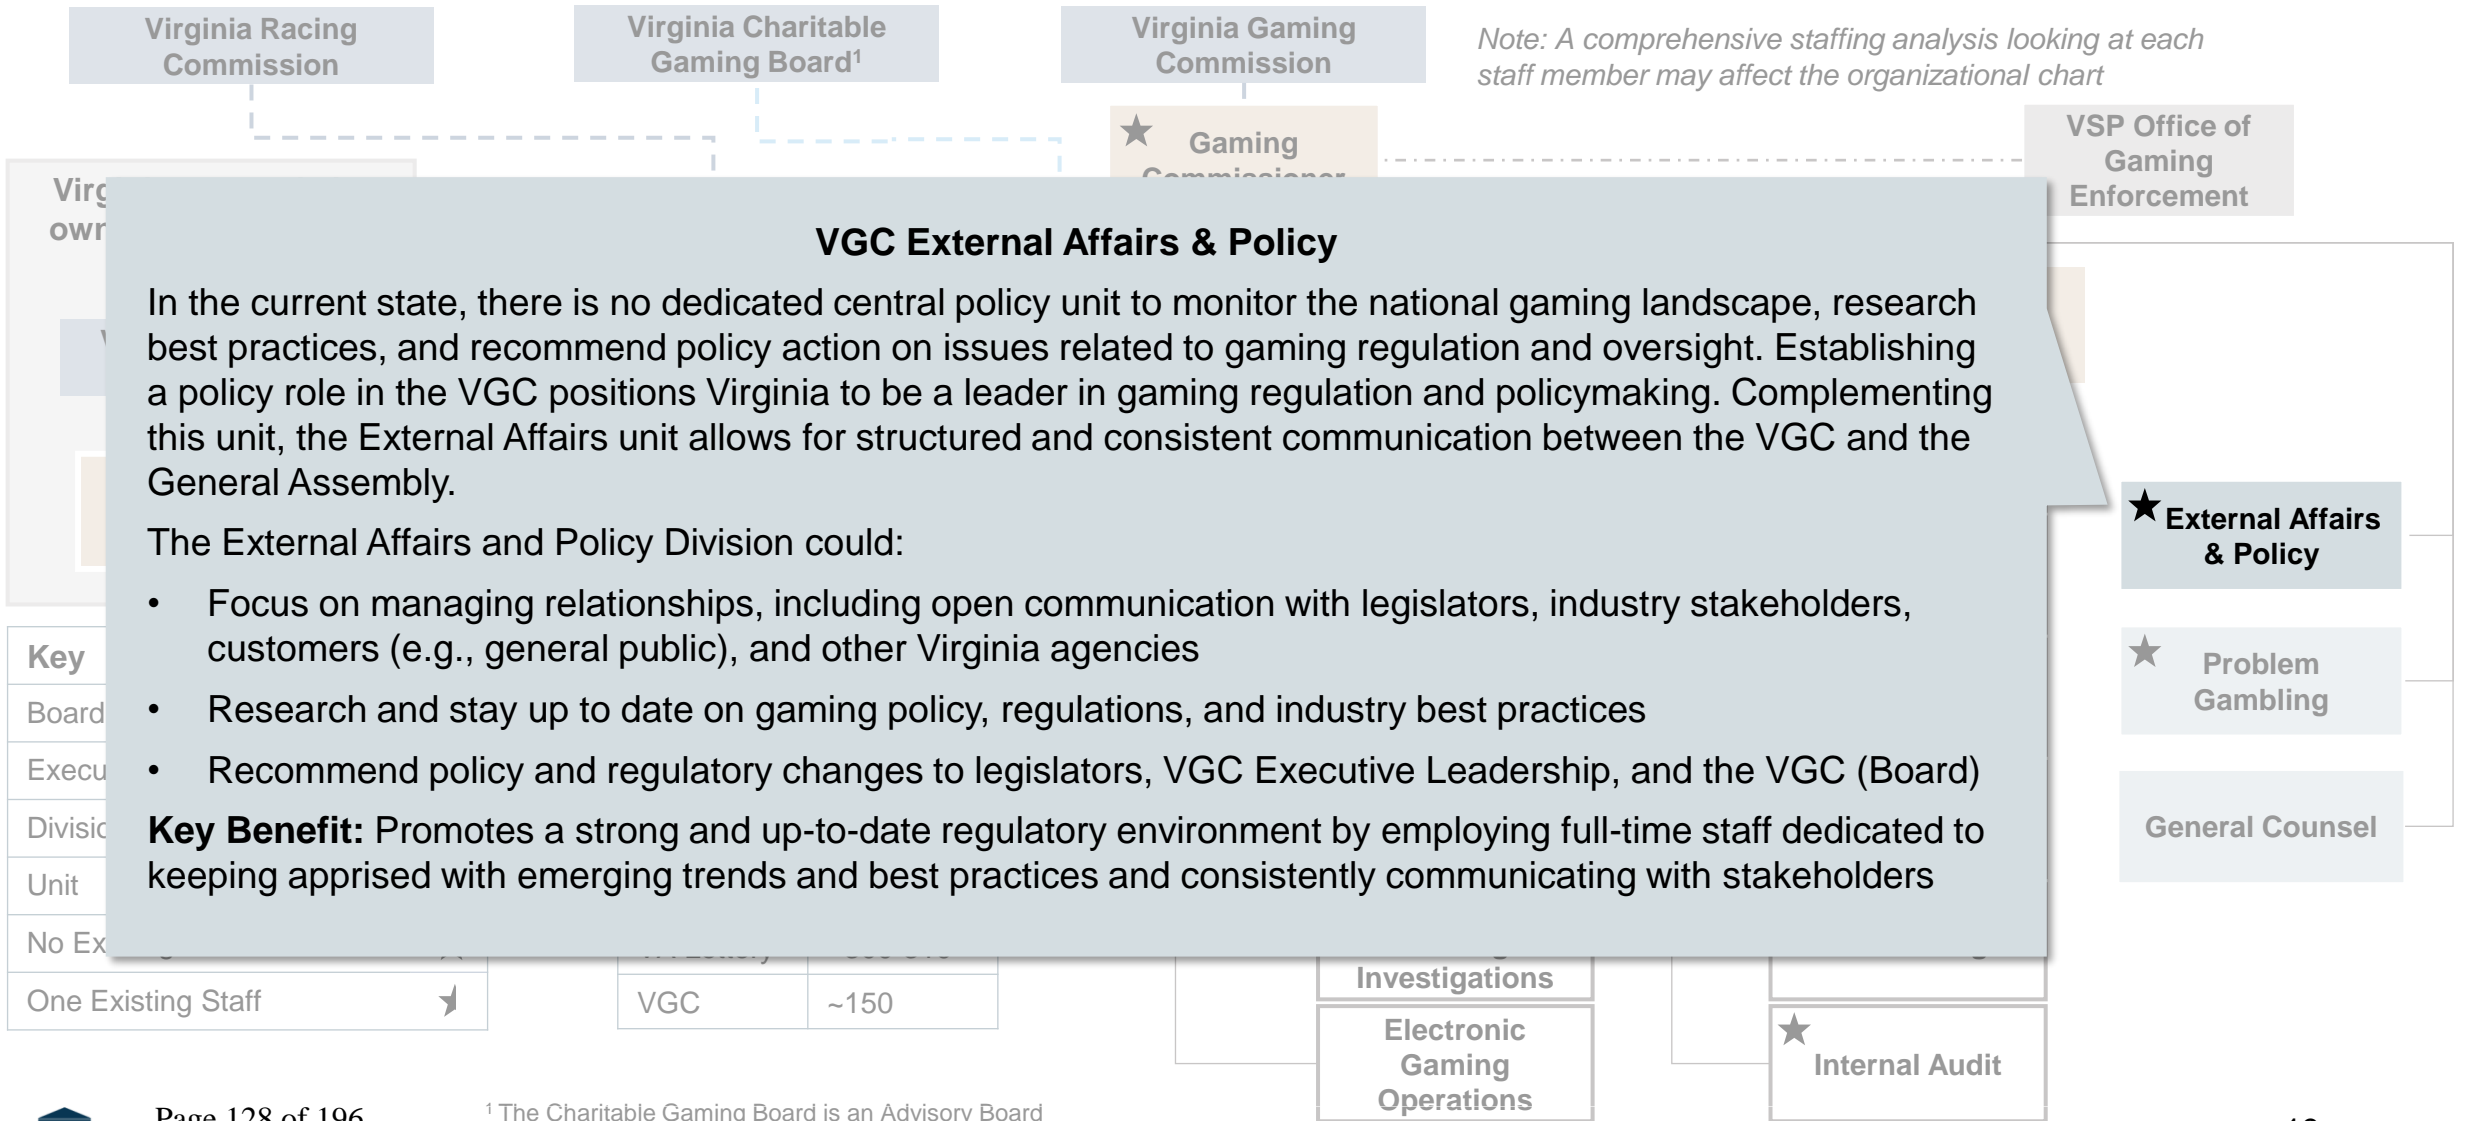 Virginia Racing
Commission
Virginia Charitable
Gaming Board¹
Virginia Gaming
Commission
Note: A comprehensive staffing analysis looking at each
staff member may affect the organizational chart
Gaming
Commissioner
VSP Office of
Gaming
Enforcement
VGC External Affairs & Policy
In the current state, there is no dedicated central policy unit to monitor the national gaming landscape, research
best practices, and recommend policy action on issues related to gaming regulation and oversight. Establishing
a policy role in the VGC positions Virginia to be a leader in gaming regulation and policymaking. Complementing
this unit, the External Affairs unit allows for structured and consistent communication between the VGC and the
General Assembly.
The External Affairs and Policy Division could:
• Focus on managing relationships, including open communication with legislators, industry stakeholders,
customers (e.g., general public), and other Virginia agencies
• Research and stay up to date on gaming policy, regulations, and industry best practices
• Recommend policy and regulatory changes to legislators, VGC Executive Leadership, and the VGC (Board)
Key Benefit: Promotes a strong and up-to-date regulatory environment by employing full-time staff dedicated to
keeping apprised with emerging trends and best practices and consistently communicating with stakeholders
External Affairs
& Policy
Problem
Gambling
General Counsel
Key
Board
Unit
One Existing Staff
VGC ~150
Investigations
Electronic
Gaming
Operations
Internal Audit
Page 128 of 196
¹ The Charitable Gaming Board is an Advisory Board